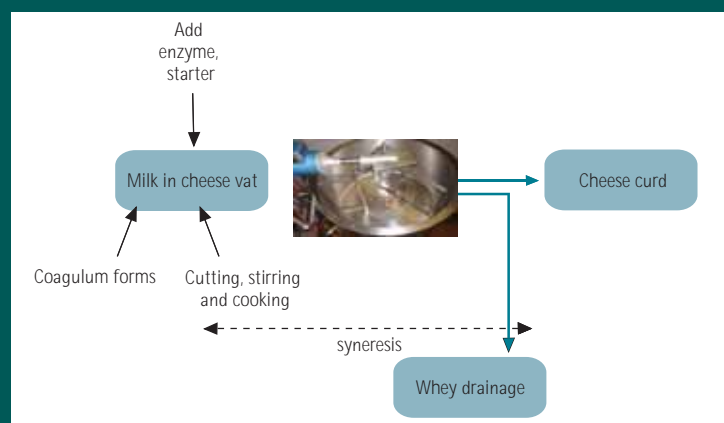 Add
enzyme,
starter
Milk in cheese vat
Cheese curd
Coagulum forms
Cutting, stirring
and cooking
syneresis
Whey drainage